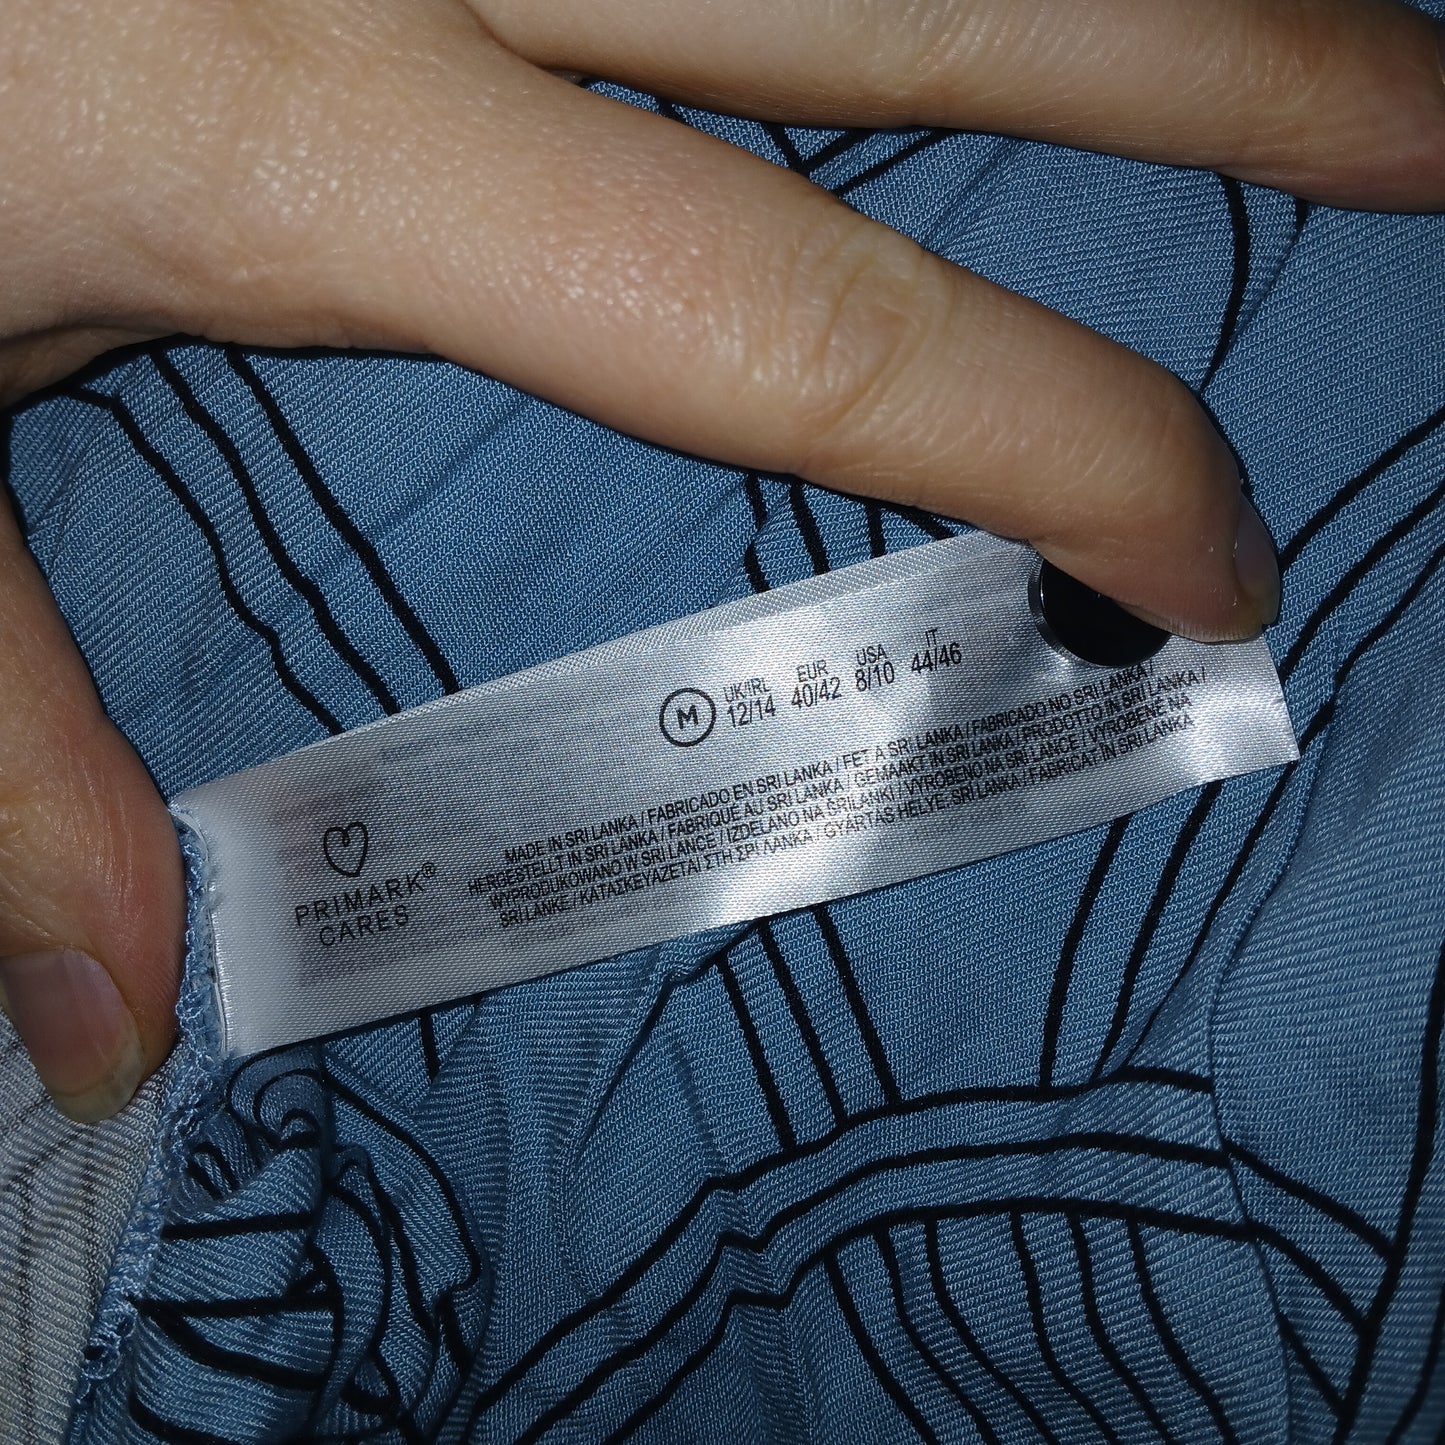 M
UK/IRL EUR USA IT
12/14 40/42 8/10 44/46
PRIMARK®
CARES
MADE IN SRI LANKA / FABRICADO EN SRI LANKA / FET A SRI LANKA / FABRICADO NO SRI LANKA /
HERGESTELLT IN SRI LANKA / FABRIQUE AU SRI LANKA / GEMAAKT IN SRI LANKA / PRODOTTO IN SRI LANKA /
WYPRODUKOWANO W SRI LANCE / IZDELANO NA ŠRILANKI / VYROBENO NA SRÍ LANCE / VYROBENÉ NA
SRÍ LANKE / ΚΑΤΑΣΚΕΥΑΖΕΤΑΙ ΣΤΗ ΣΡΙ ΛΑΝΚΑ / GYÁRTÁS HELYE: SRI LANKA / FABRICAT ÎN SRI LANKA